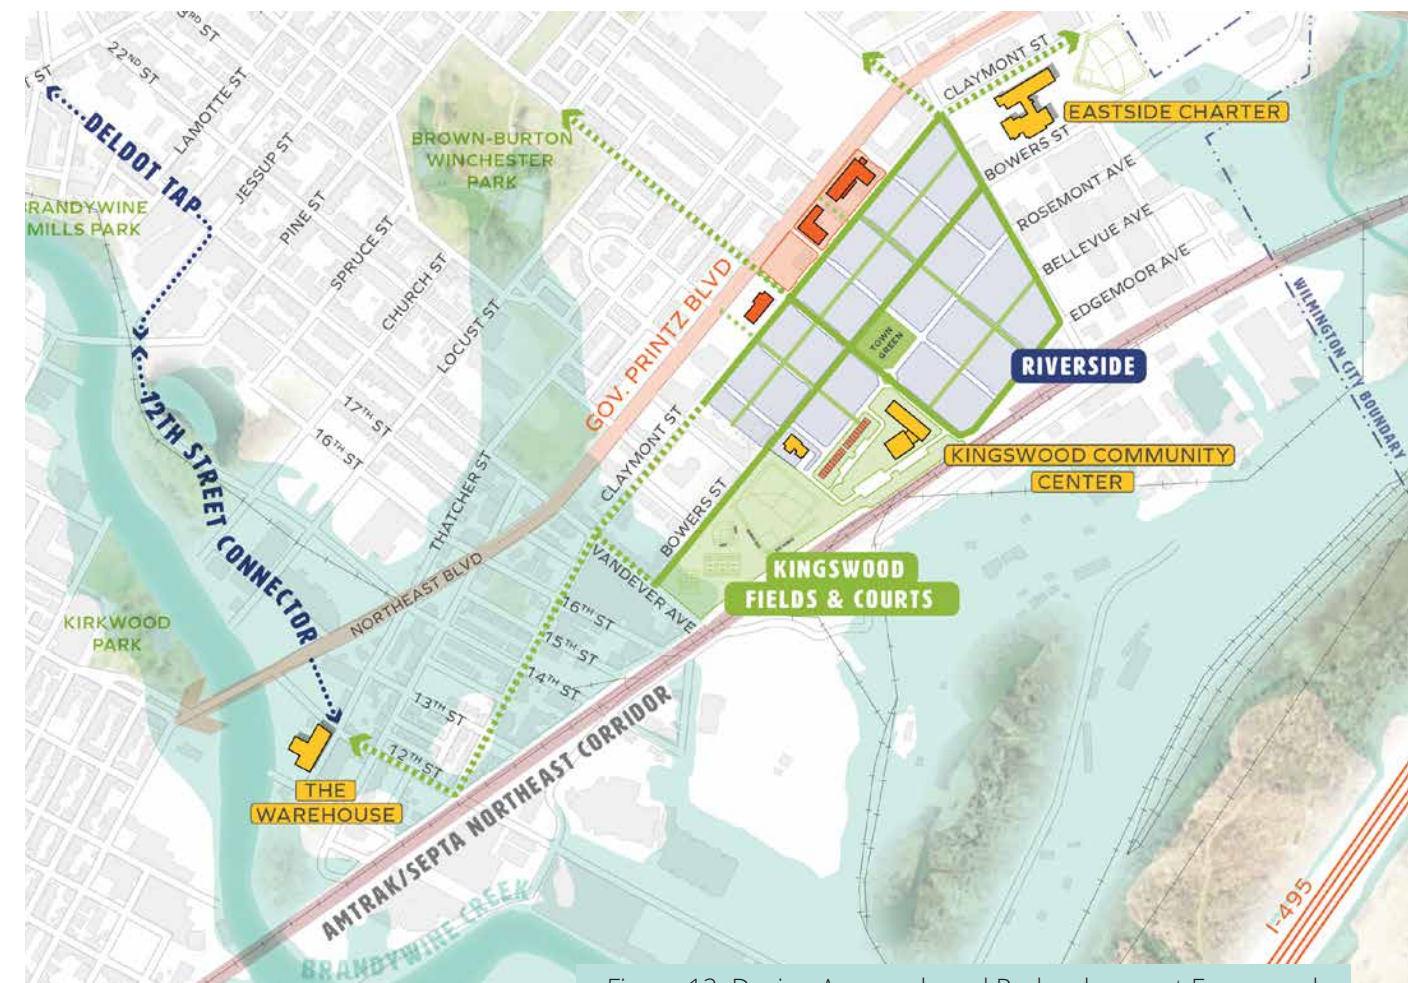 3RD ST
22ND ST
ST
LAMOTTE ST
DELDOT TAP
JESSUP ST
PINE ST
SPRUCE ST
CHURCH ST
LOCUST ST
RANDYWINE
MILLS PARK
BROWN-BURTON
WINCHESTER
PARK
CLAYMONT ST
EASTSIDE CHARTER
BOWERS ST
ROSEMONT AVE
BELLEVUE AVE
EDGEMOOR AVE
WILMINGTON CITY BOUNDARY
GOV. PRINTZ BLVD
TOWN
GREEN
RIVERSIDE
KINGSWOOD COMMUNITY
CENTER
17TH ST
16TH ST
12TH STREET CONNECTOR
THATCHER ST
CLAYMONT ST
BOWERS ST
NORTHEAST BLVD
VANDEVER AVE
KINGSWOOD
FIELDS & COURTS
KIRKWOOD
PARK
16TH ST
15TH ST
14TH ST
13TH ST
12TH ST
THE
WAREHOUSE
AMTRAK/SEPTA NORTHEAST CORRIDOR
BRANDYWINE CREEK
I-495